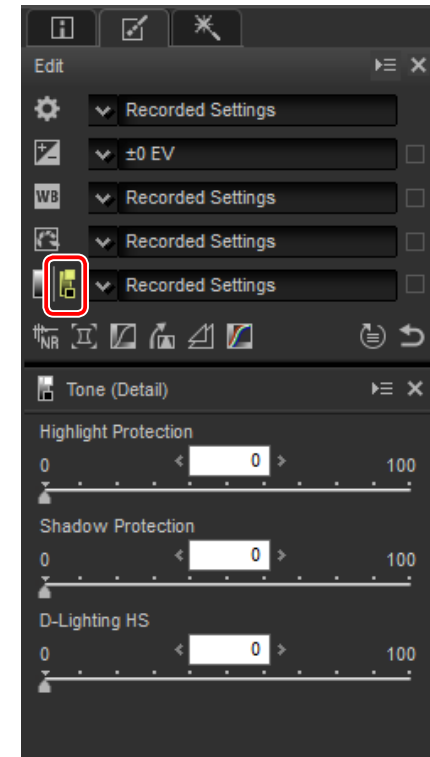 i
Edit
Recorded Settings
±0 EV
WB Recorded Settings
Recorded Settings
Recorded Settings
NR
Tone (Detail)
Highlight Protection
0 0 100
Shadow Protection
0 0 100
D-Lighting HS
0 0 100